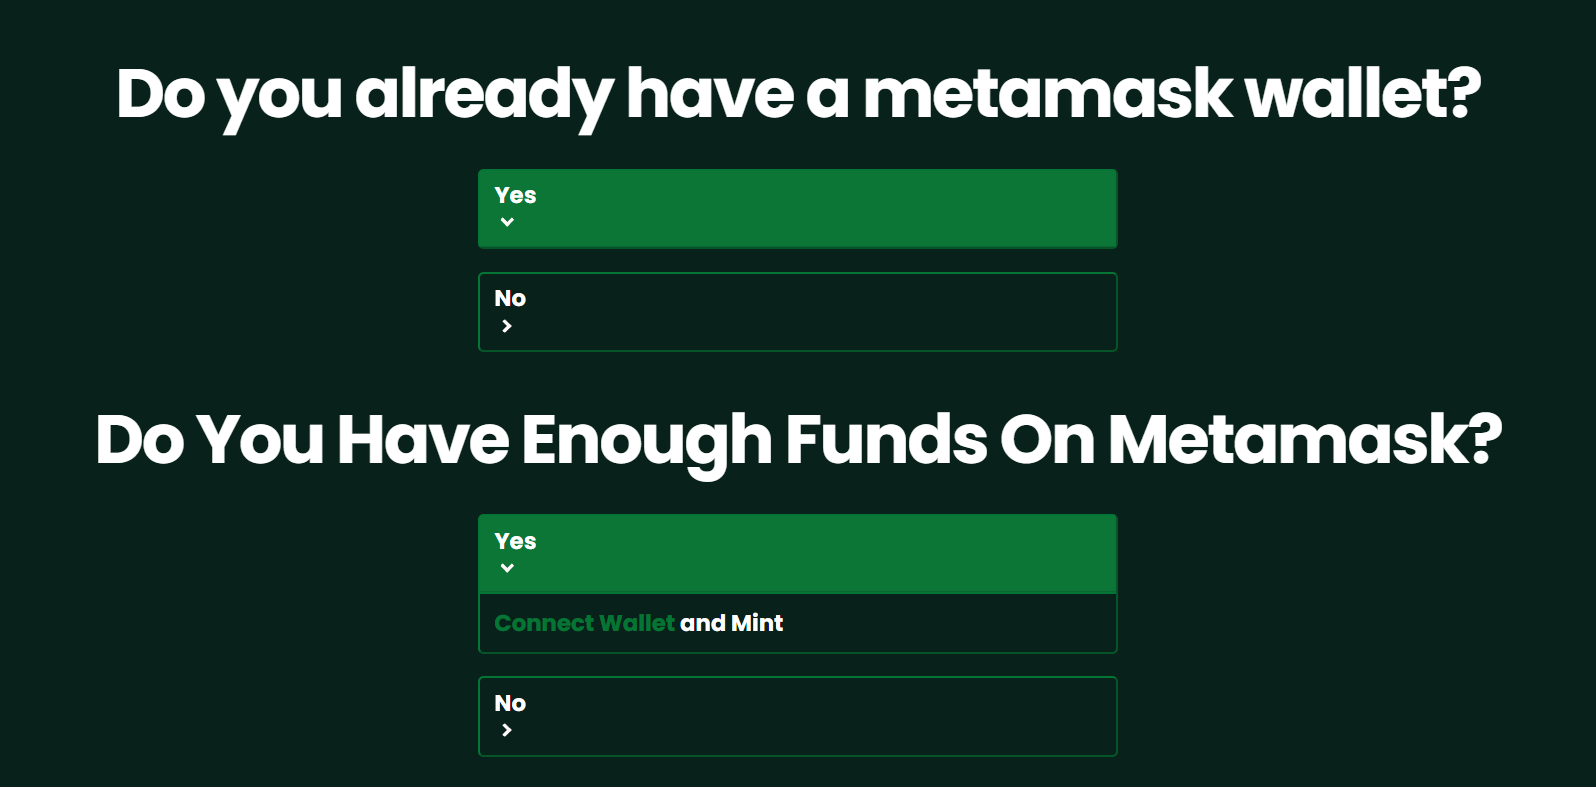 Do you already have a metamask wallet?
Yes
No
Do You Have Enough Funds On Metamask?
Yes
Connect Wallet and Mint
No